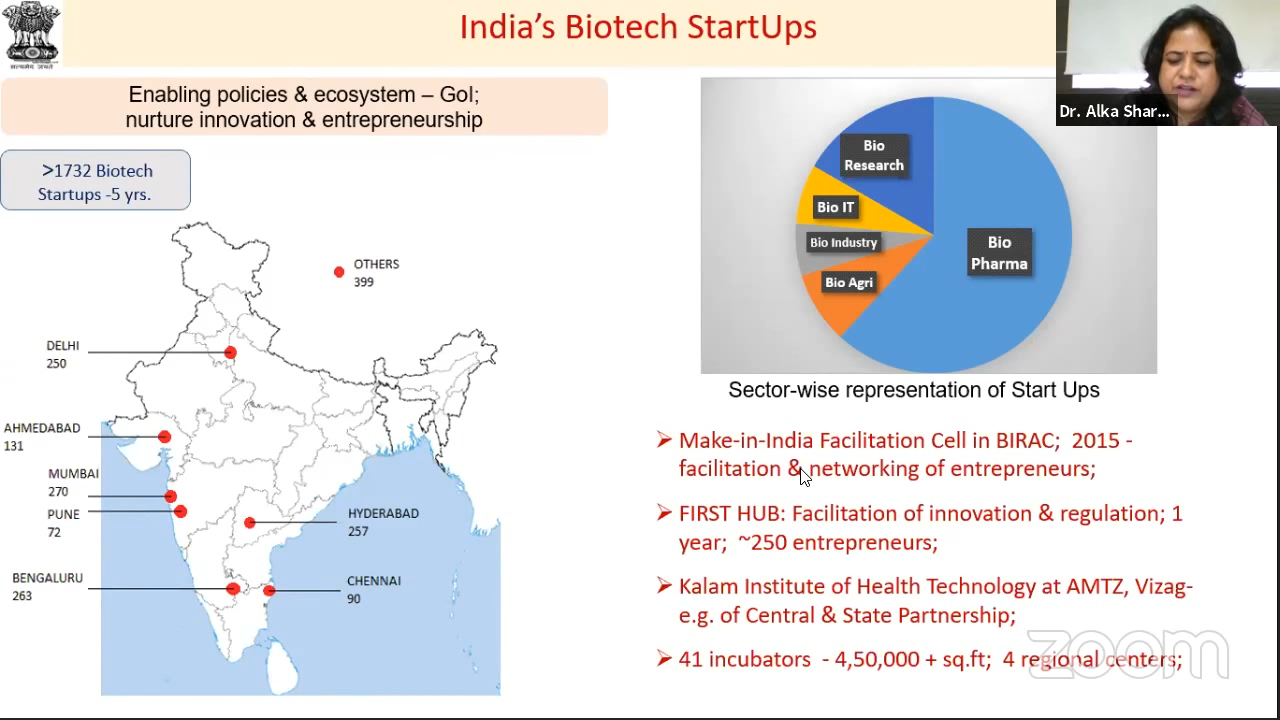 India's Biotech StartUps
Enabling policies & ecosystem – GoI;
nurture innovation & entrepreneurship
Dr. Alka Shar...
>1732 Biotech
Startups -5 yrs.
OTHERS
399
DELHI
250
AHMEDABAD
131
MUMBAI
270
PUNE
72
HYDERABAD
257
BENGALURU
263
CHENNAI
90
Bio
Research
Bio IT
Bio Industry
Bio Agri
Bio
Pharma
Sector-wise representation of Start Ups
➢ Make-in-India Facilitation Cell in BIRAC; 2015 -
facilitation & networking of entrepreneurs;
➢ FIRST HUB: Facilitation of innovation & regulation; 1
year; ~250 entrepreneurs;
➢ Kalam Institute of Health Technology at AMTZ, Vizag-
e.g. of Central & State Partnership;
➢ 41 incubators - 4,50,000 + sq.ft; 4 regional centers;
zoom